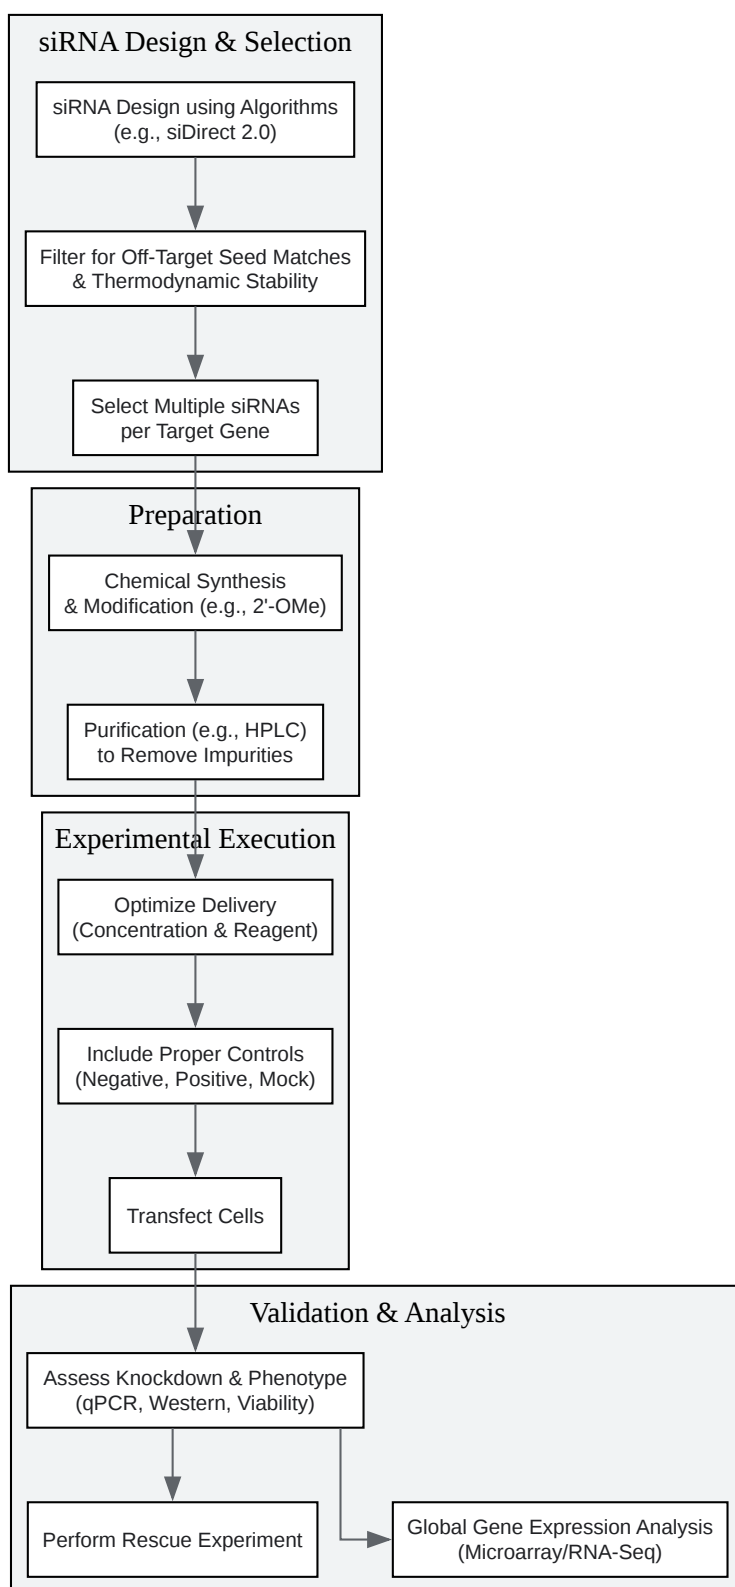 siRNA Design & Selection
siRNA Design using Algorithms
(e.g., siDirect 2.0)
Filter for Off-Target Seed Matches
& Thermodynamic Stability
Select Multiple siRNAs
per Target Gene
Preparation
Chemical Synthesis
& Modification (e.g., 2'-OMe)
Purification (e.g., HPLC)
to Remove Impurities
Experimental Execution
Optimize Delivery
(Concentration & Reagent)
Include Proper Controls
(Negative, Positive, Mock)
Transfect Cells
Validation & Analysis
Assess Knockdown & Phenotype
(qPCR, Western, Viability)
Perform Rescue Experiment
Global Gene Expression Analysis
(Microarray/RNA-Seq)